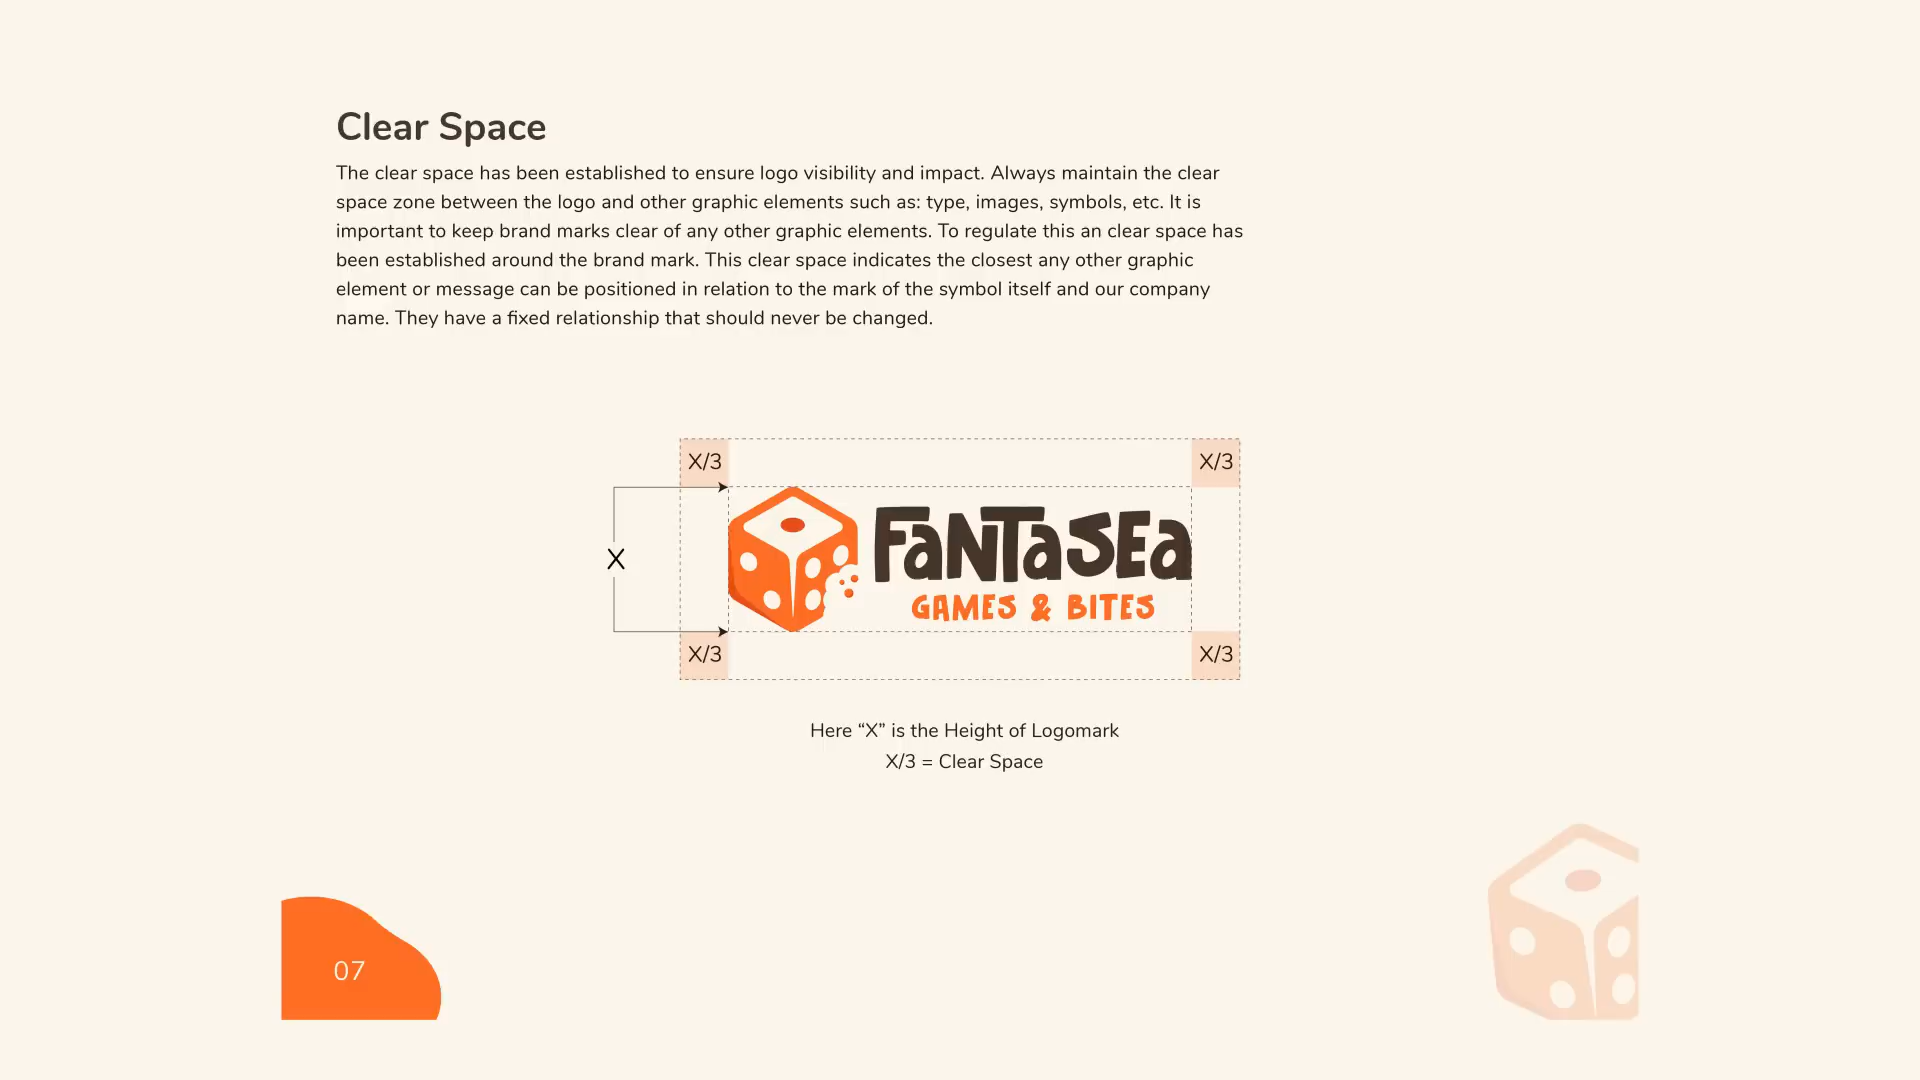 Clear Space
The clear space has been established to ensure logo visibility and impact. Always maintain the clear
space zone between the logo and other graphic elements such as: type, images, symbols, etc. It is
important to keep brand marks clear of any other graphic elements. To regulate this an clear space has
been established around the brand mark. This clear space indicates the closest any other graphic
element or message can be positioned in relation to the mark of the symbol itself and our company
name. They have a fixed relationship that should never be changed.
X/3
X/3
X
FaNTaSEa
GAMES & BITES
X/3
X/3
Here “X” is the Height of Logomark
X/3 = Clear Space
07